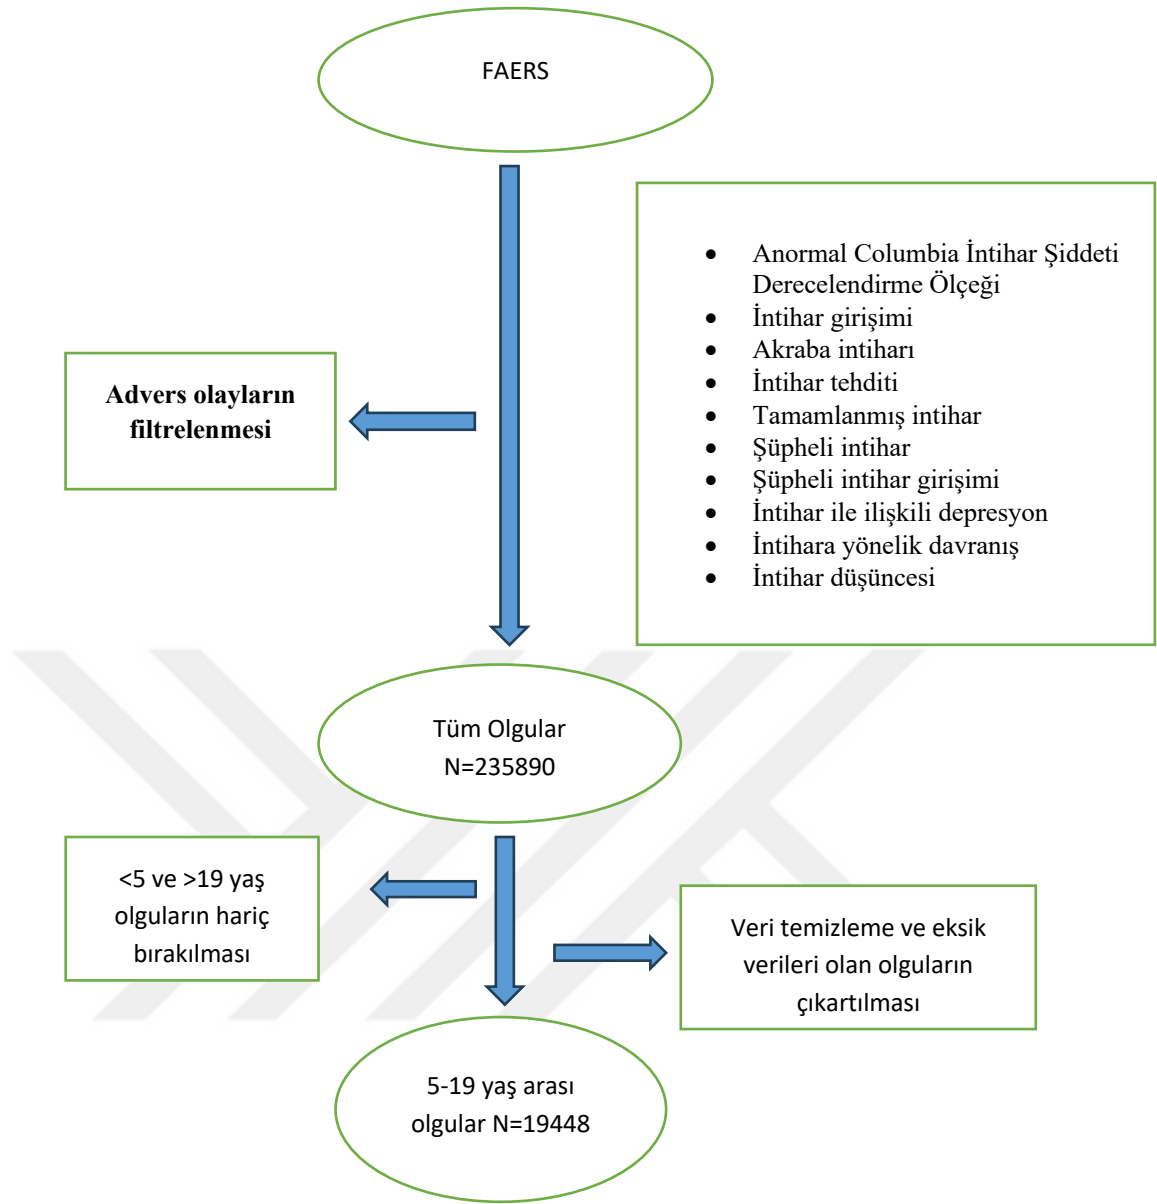 FAERS
• Anormal Columbia İntihar Şiddeti
Derecelendirme Ölçeği
• İntihar girişimi
• Akraba intiharı
• İntihar tehditi
• Tamamlanmış intihar
• Şüpheli intihar
• Şüpheli intihar girişimi
• İntihar ile ilişkili depresyon
• İntihara yönelik davranış
• İntihar düşüncesi
Advers olayların
filtrelenmesi
Tüm Olgular
N=235890
<5 ve >19 yaş
olguların hariç
bırakılması
Veri temizleme ve eksik
verileri olan olguların
çıkartılması
5-19 yaş arası
olgular N=19448